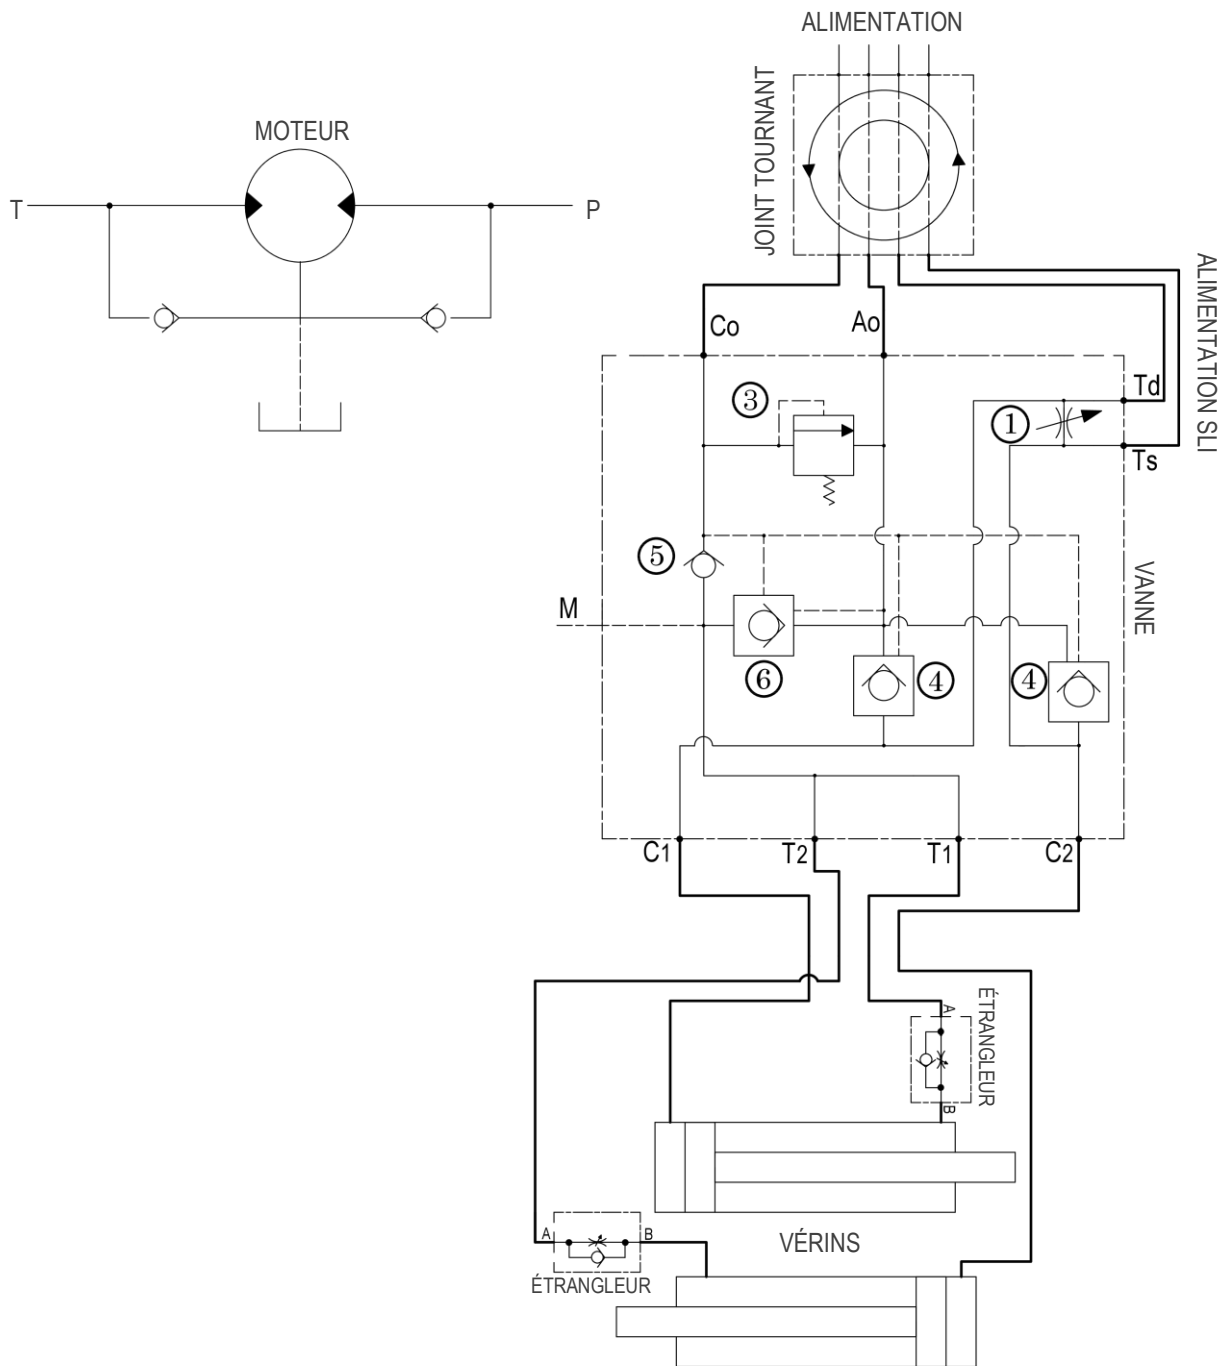 ALIMENTATION
JOINT TOURNANT
MOTEUR
T
P
ALIMENTATION SLI
Co
Ao
Td
3
1
Ts
5
M
VANNE
6
4
4
C1
T2
T1
C2
A
ÉTRANGLEUR
B
A
B
VÉRINS
ÉTRANGLEUR